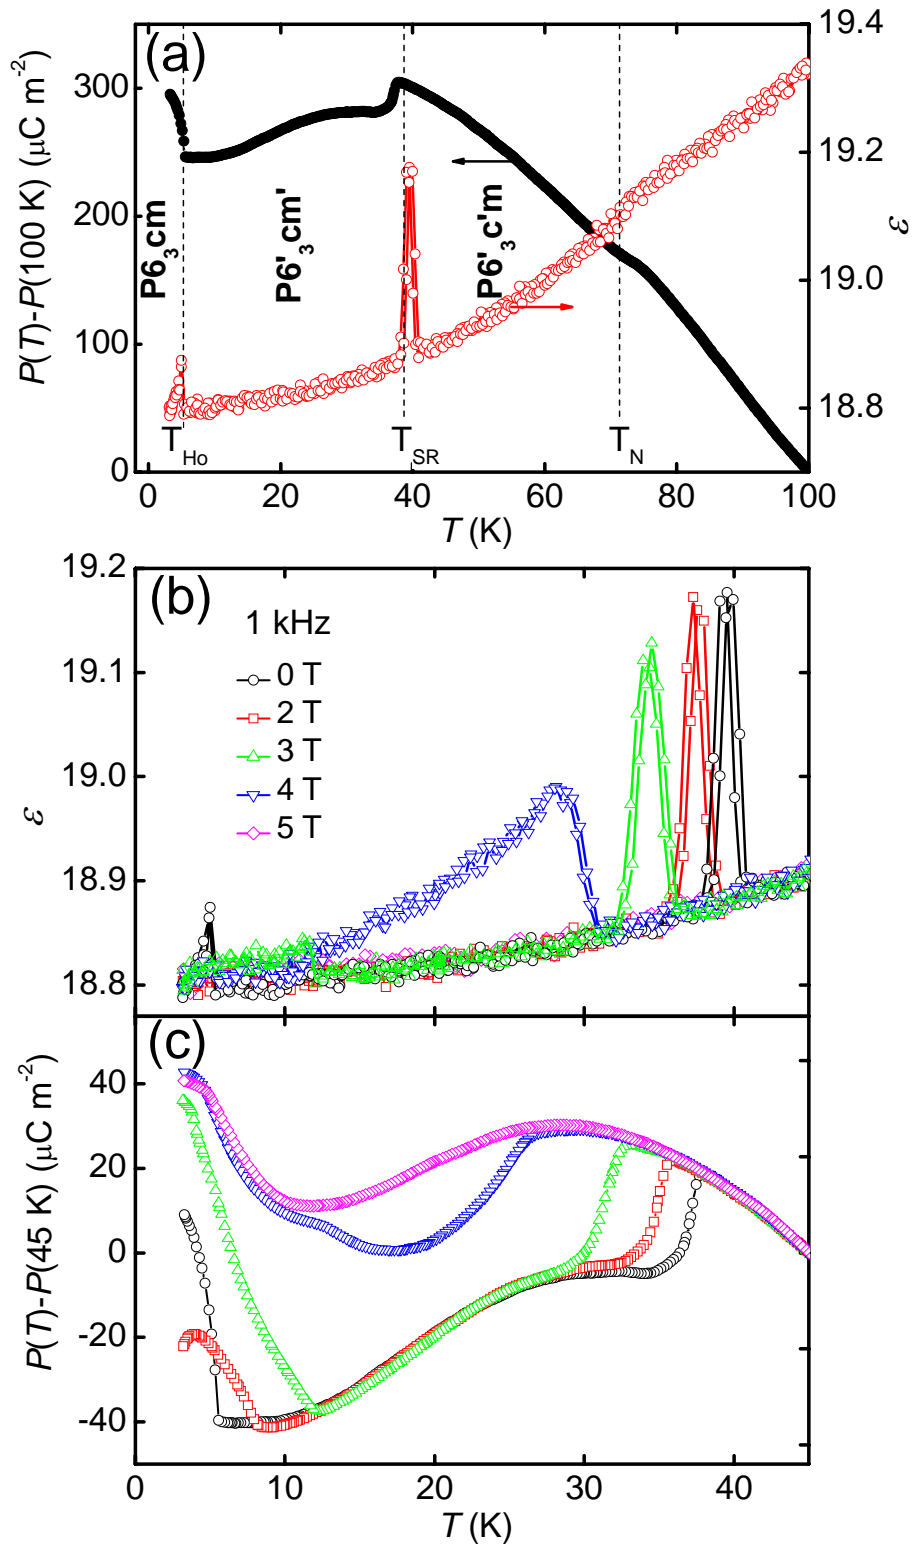 (a)
P(T)-P(100 K) (μC m⁻²)
300
200
100
0
19.4
19.2
19.0
18.8
ε
P6₃cm
P6'₃cm'
P6'₃c'm
T_Ho
T_SR
T_N
0 20 40 60 80 100
T (K)
(b)
19.2
19.1
19.0
18.9
18.8
ε
1 kHz
0 T
2 T
3 T
4 T
5 T
(c)
P(T)-P(45 K) (μC m⁻²)
40
20
0
-20
-40
0 10 20 30 40
T (K)